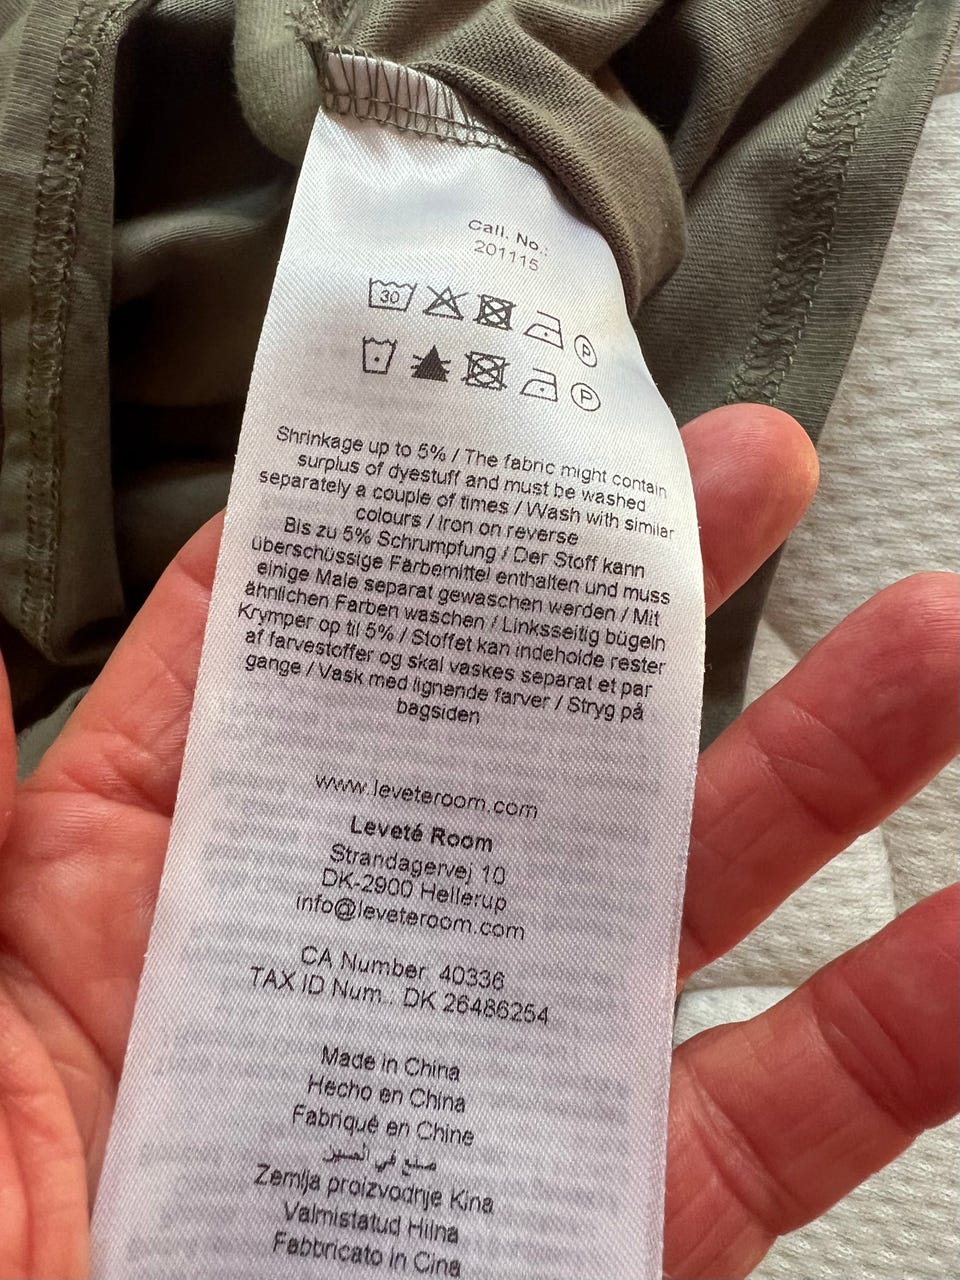 Call. No.:
201115
30
P
P
Shrinkage up to 5% / The fabric might contain
surplus of dyestuff and must be washed
separately a couple of times / Wash with similar
colours / Iron on reverse
Bis zu 5% Schrumpfung / Der Stoff kann
überschüssige Färbemittel enthalten und muss
einige Male separat gewaschen werden / Mit
ähnlichen Farben waschen / Linksseitig bügeln
Krymper op til 5% / Stoffet kan indeholde rester
af farvestoffer og skal vaskes separat et par
gange / Vask med lignende farver / Stryg på
bagsiden
www.leveteroom.com
Leveté Room
Strandagervej 10
DK-2900 Hellerup
info@leveteroom.com
CA Number: 40336
TAX ID Num.: DK 26486254
Made in China
Hecho en China
Fabriqué en Chine
صنع في الصين
Zemlja proizvodnje Kina
Valmistatud Hiina
Fabbricato in Cina